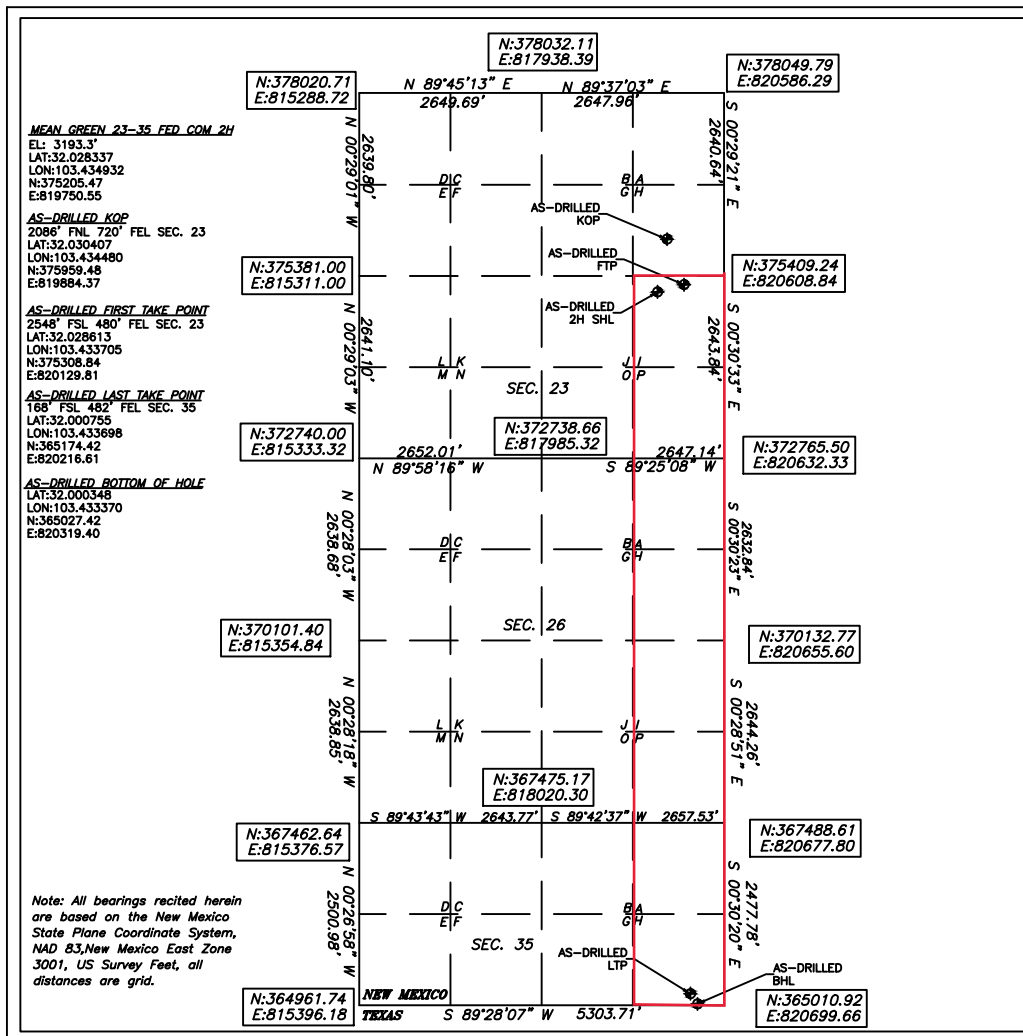 N:378032.11
E:817938.39
N:378020.71
E:815288.72
N 89°45'13" E
2649.69'
N 89°37'03" E
2647.96'
N:378049.79
E:820586.29
MEAN GREEN 23-35 FED COM 2H
EL: 3193.3'
LAT:32.028337
LON:103.434932
N:375205.47
E:819750.55
AS-DRILLED KOP
2086' FNL 720' FEL SEC. 23
LAT:32.030407
LON:103.434480
N:375959.48
E:819884.37
AS-DRILLED FIRST TAKE POINT
2548' FSL 480' FEL SEC. 23
LAT:32.028613
LON:103.433705
N:375308.84
E:820129.81
AS-DRILLED LAST TAKE POINT
168' FSL 482' FEL SEC. 35
LAT:32.000755
LON:103.433698
N:365174.42
E:820216.61
AS-DRILLED BOTTOM OF HOLE
LAT:32.000348
LON:103.433370
N:365027.42
E:820319.40
N 00°29'01" W
2639.80'
S 00°29'21" E
2640.64'
D C
E F
B A
G H
AS-DRILLED
KOP
AS-DRILLED
FTP
AS-DRILLED
2H SHL
N:375381.00
E:815311.00
N:375409.24
E:820608.84
N 00°29'03" W
2641.10'
S 00°30'33" E
2643.84'
L K
M N
J I
O P
SEC. 23
N:372740.00
E:815333.32
2652.01'
N 89°58'16" W
N:372738.66
E:817985.32
2647.14'
S 89°25'08" W
N:372765.50
E:820632.33
N 00°28'03" W
2638.68'
2632.84'
S 00°30'23" E
D C
E F
B A
G H
SEC. 26
N:370101.40
E:815354.84
N:370132.77
E:820655.60
N 00°28'18" W
2638.85'
2644.26'
S 00°28'51" E
L K
M N
J I
O P
N:367475.17
E:818020.30
S 89°43'43" W 2643.77'
S 89°42'37" W 2657.53'
N:367462.64
E:815376.57
N:367488.61
E:820677.80
N 00°26'58" W
2500.98'
2477.78'
S 00°30'20" E
D C
E F
B A
G H
SEC. 35
AS-DRILLED
LTP
AS-DRILLED
BHL
Note: All bearings recited herein
are based on the New Mexico
State Plane Coordinate System,
NAD 83,New Mexico East Zone
3001, US Survey Feet, all
distances are grid.
N:364961.74
E:815396.18
NEW MEXICO
TEXAS
S 89°28'07" W 5303.71'
N:365010.92
E:820699.66